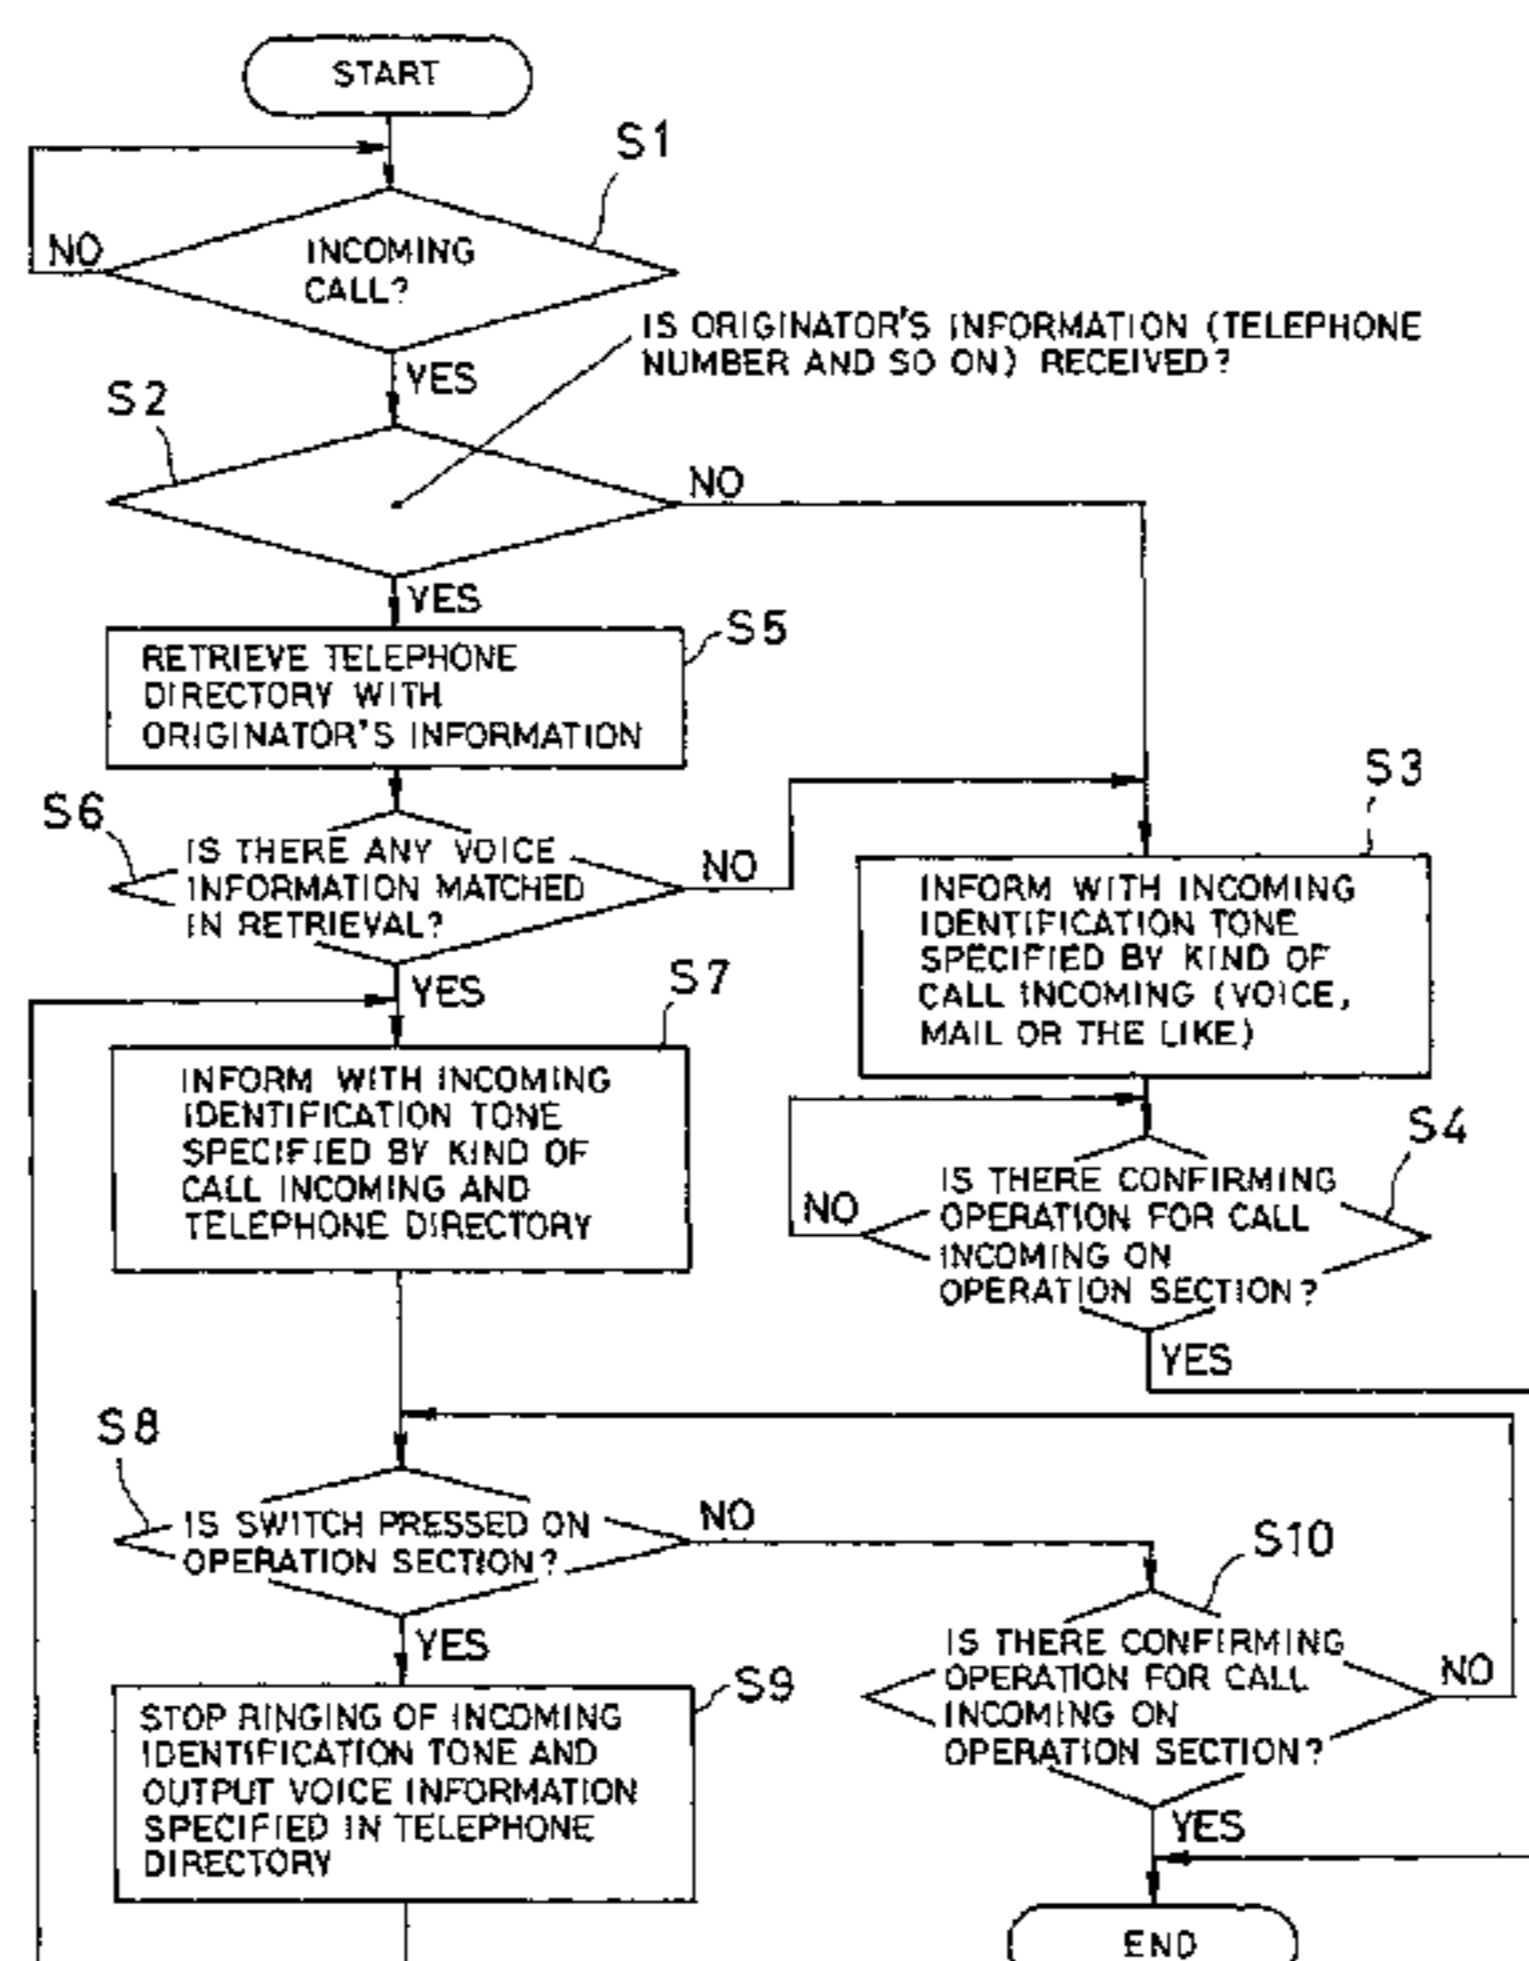 START
S1
INCOMING
CALL?
NO
IS ORIGINATOR'S INFORMATION (TELEPHONE
NUMBER AND SO ON) RECEIVED?
YES
S2
NO
YES
S5
RETRIEVE TELEPHONE
DIRECTORY WITH
ORIGINATOR'S INFORMATION
S6
IS THERE ANY VOICE
INFORMATION MATCHED
IN RETRIEVAL?
NO
YES
S3
INFORM WITH INCOMING
IDENTIFICATION TONE
SPECIFIED BY KIND OF
CALL INCOMING (VOICE,
MAIL OR THE LIKE)
S7
INFORM WITH INCOMING
IDENTIFICATION TONE
SPECIFIED BY KIND OF
CALL INCOMING AND
TELEPHONE DIRECTORY
S4
IS THERE CONFIRMING
OPERATION FOR CALL
INCOMING ON
OPERATION SECTION?
NO
YES
S8
IS SWITCH PRESSED ON
OPERATION SECTION?
NO
YES
S10
IS THERE CONFIRMING
OPERATION FOR CALL
INCOMING ON
OPERATION SECTION?
NO
YES
S9
STOP RINGING OF INCOMING
IDENTIFICATION TONE AND
OUTPUT VOICE INFORMATION
SPECIFIED IN TELEPHONE
DIRECTORY
END